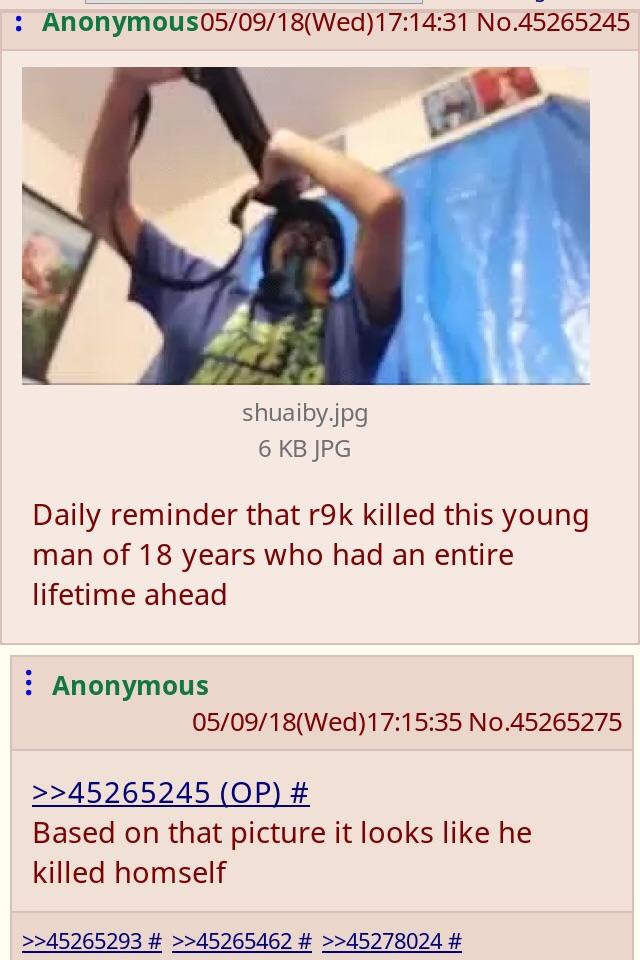 Anonymous05/09/18(Wed)17:14:31 No.45265245
shuaiby.jpg
6 KB JPG
Daily reminder that r9k killed this young
man of 18 years who had an entire
lifetime ahead
Anonymous
05/09/18(Wed)17:15:35 No.45265275
>>45265245 (OP) #
Based on that picture it looks like he
killed homself
>>45265293 # >>45265462 # >>45278024 #